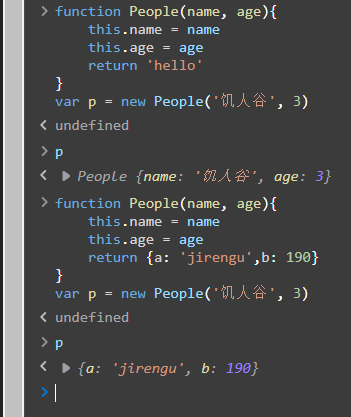 function People(name, age){
    this.name = name
    this.age = age
    return 'hello'
}
var p = new People('饥人谷', 3)
undefined
p
People {name: '饥人谷', age: 3}
function People(name, age){
    this.name = name
    this.age = age
    return {a: 'jirengu',b: 190}
}
var p = new People('饥人谷', 3)
undefined
p
{a: 'jirengu', b: 190}